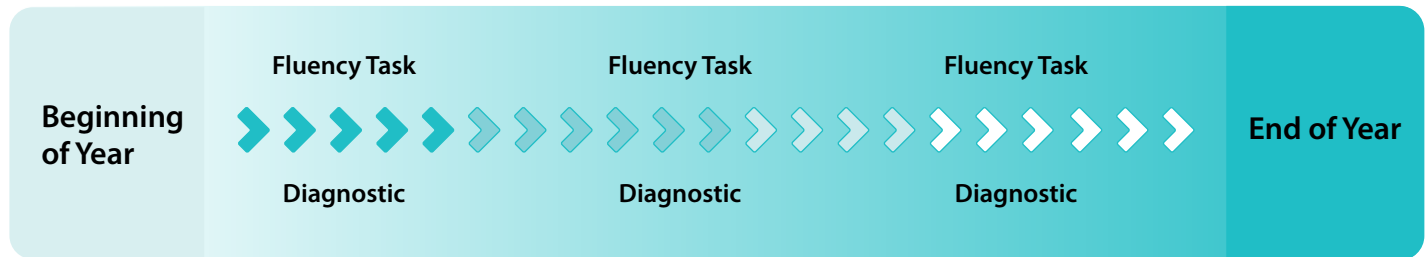 Beginning
of Year
Fluency Task
Fluency Task
Fluency Task
Diagnostic
Diagnostic
Diagnostic
End of Year